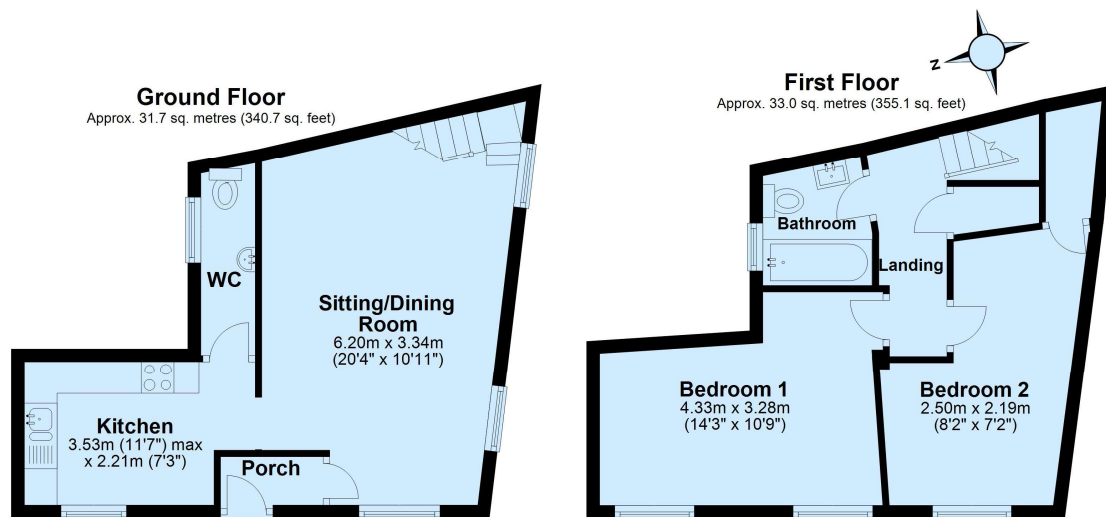 Ground Floor
Approx. 31.7 sq. metres (340.7 sq. feet)
WC
Sitting/Dining
Room
6.20m x 3.34m
(20'4" x 10'11")
Kitchen
3.53m (11'7") max
x 2.21m (7'3")
Porch
First Floor
Approx. 33.0 sq. metres (355.1 sq. feet)
N
Bathroom
Landing
Bedroom 1
4.33m x 3.28m
(14'3" x 10'9")
Bedroom 2
2.50m x 2.19m
(8'2" x 7'2")